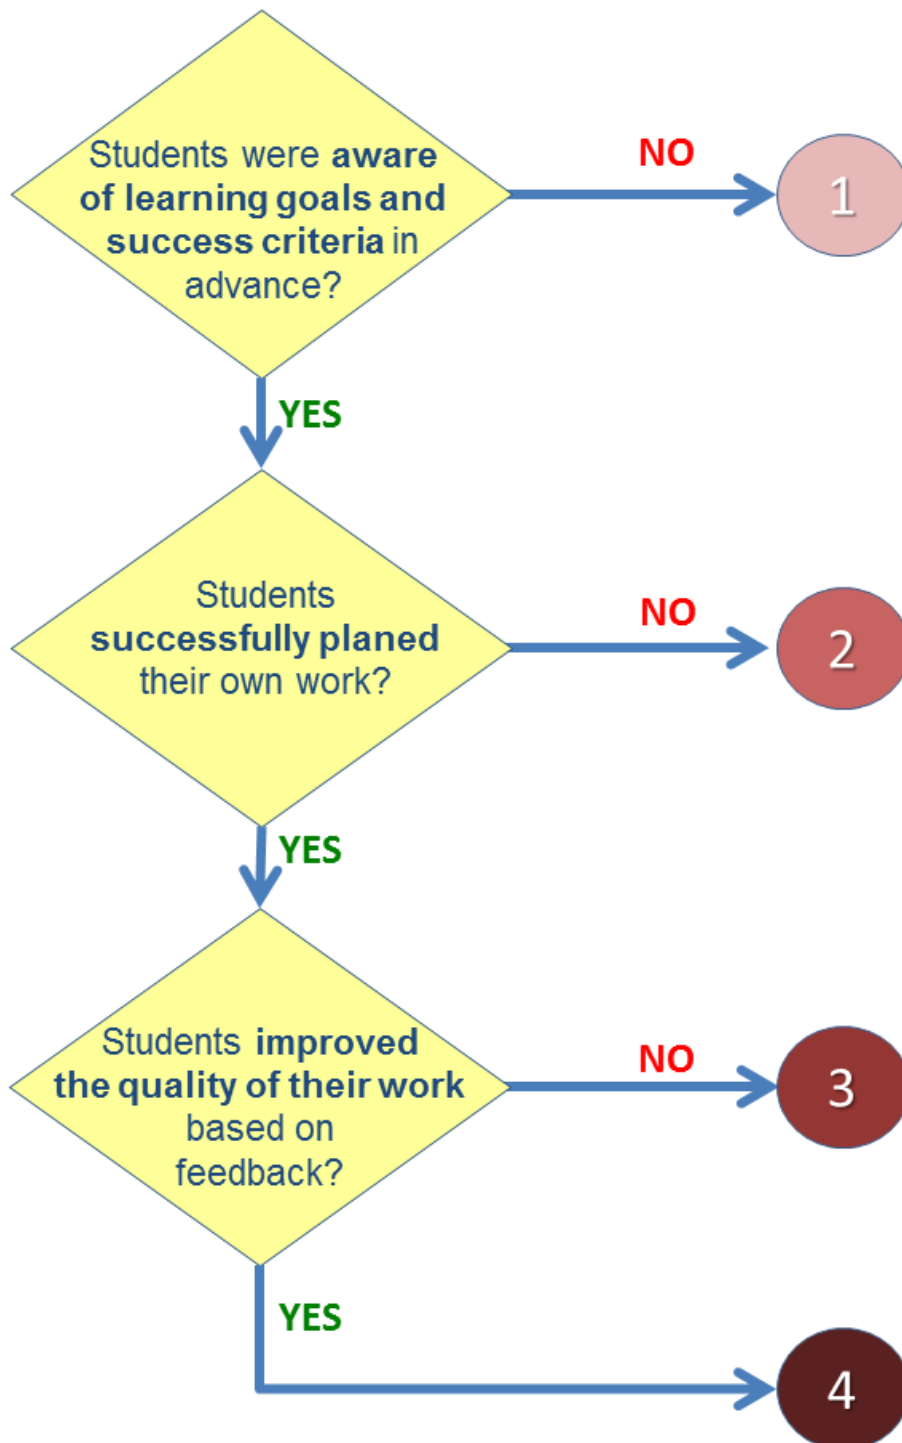 Students were aware
of learning goals and
success criteria in
advance?
NO
1
YES
Students
successfully planed
their own work?
NO
2
YES
Students improved
the quality of their work
based on
feedback?
NO
3
YES
4